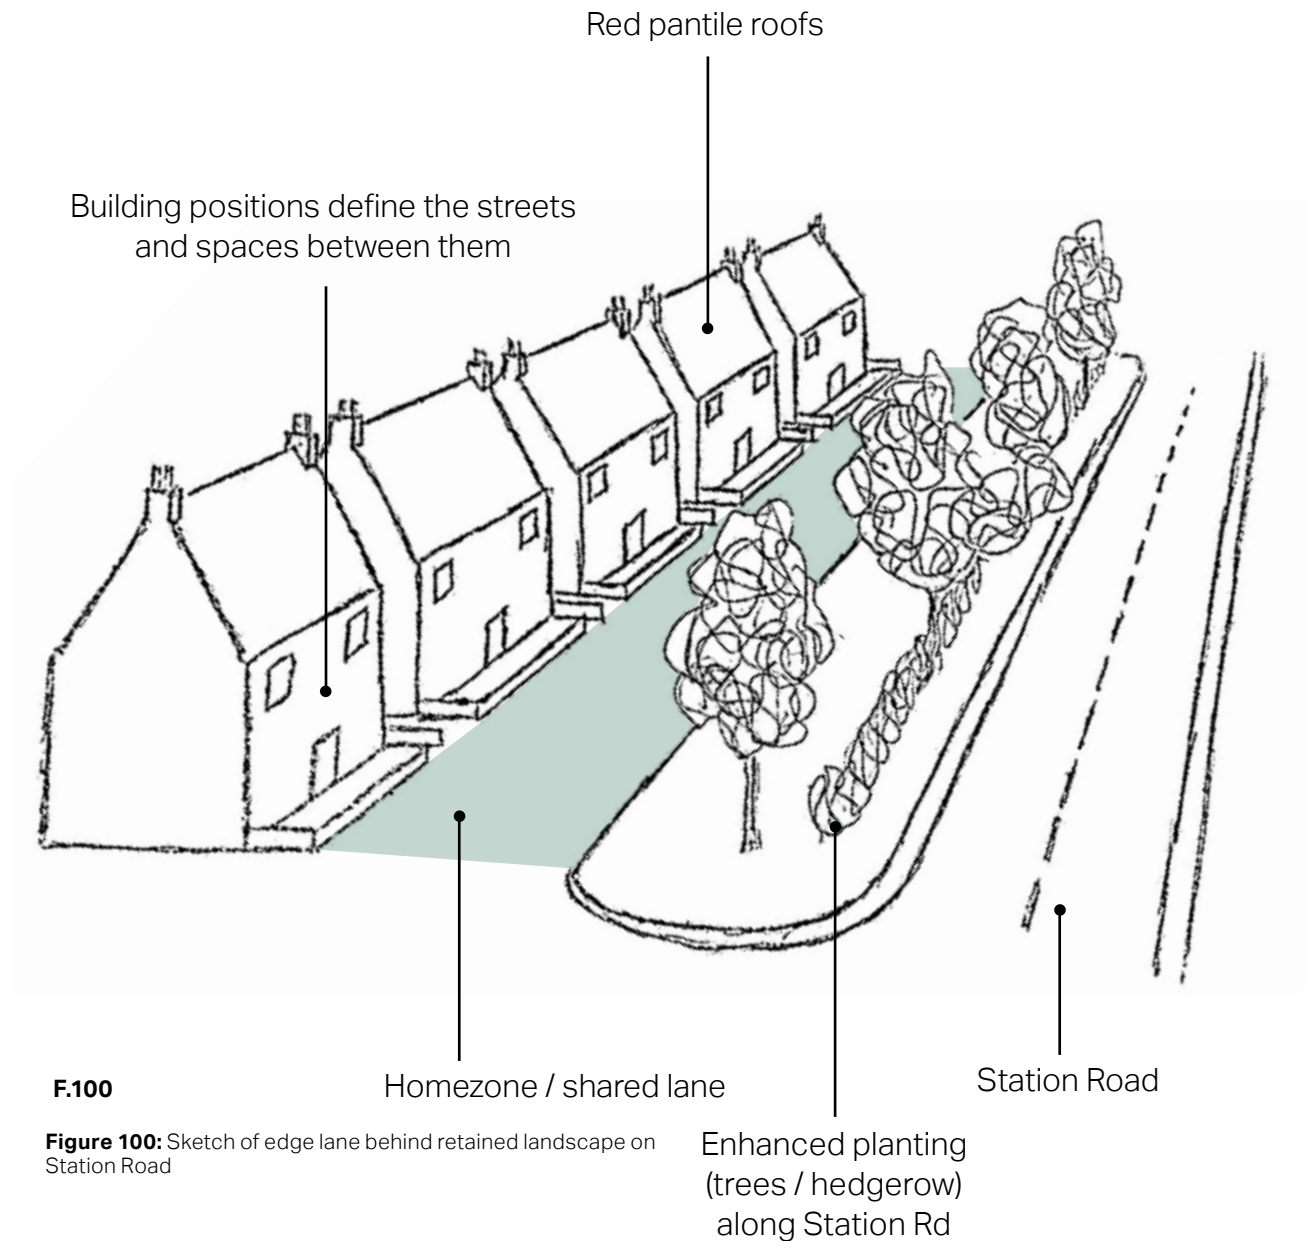 Red pantile roofs
Building positions define the streets
and spaces between them
F.100
Homezone / shared lane
Station Road
Figure 100: Sketch of edge lane behind retained landscape on
Station Road
Enhanced planting
(trees / hedgerow)
along Station Rd